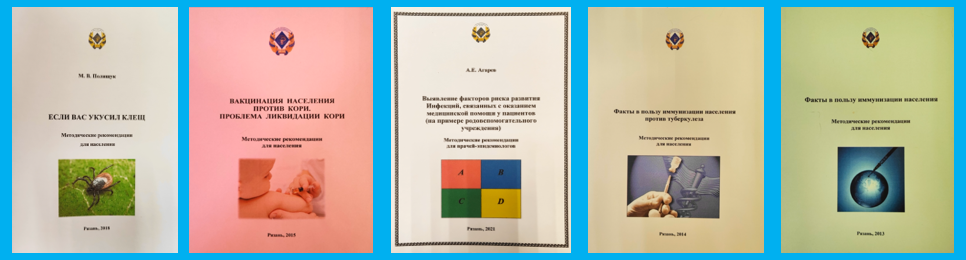 М. В. Полищук
ЕСЛИ ВАС УКУСИЛ КЛЕЩ
Методические рекомендации
для населения
Рязань, 2018
ВАКЦИНАЦИЯ НАСЕЛЕНИЯ
ПРОТИВ КОРИ.
ПРОБЛЕМА ЛИКВИДАЦИИ КОРИ
Методические рекомендации
для населения
Рязань, 2015
А.Е. Агарев
Выявление факторов риска развития
Инфекций, связанных с оказанием
медицинской помощи у пациентов
(на примере родовспомогательного
учреждения)
Методические рекомендации
для врачей-эпидемиологов
A B
C D
Рязань, 2021
Факты в пользу иммунизации населения
против туберкулеза
Методические рекомендации
для населения
Рязань, 2014
Факты в пользу иммунизации населения
Методические рекомендации
для населения
Рязань, 2013